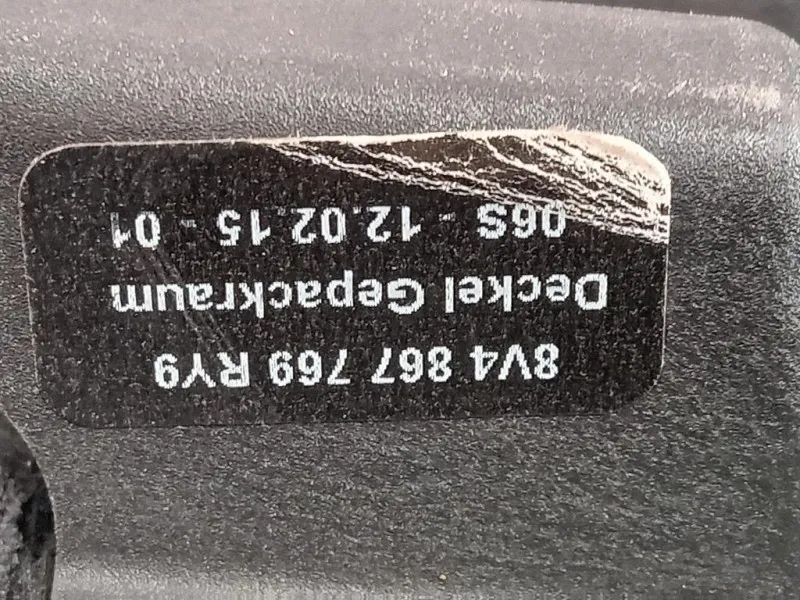 8V4 867 769 RY9
Deckel Gepackraum
06S - 12.02.15 - 01